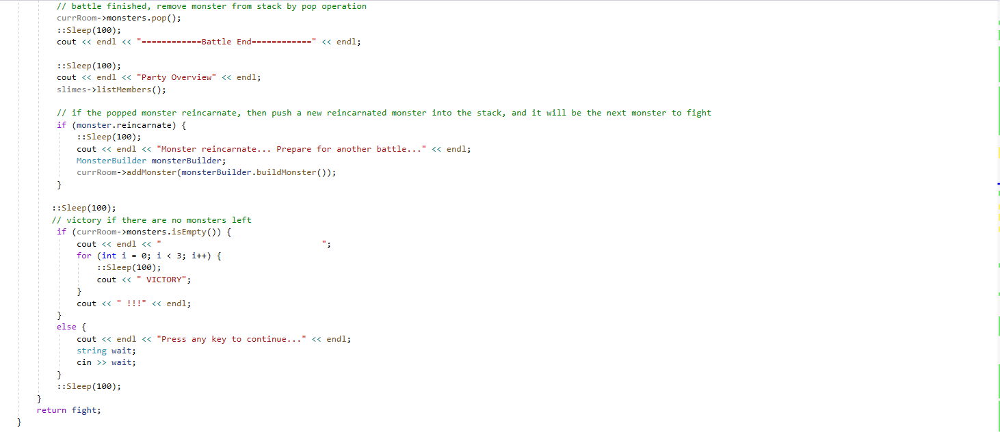 // battle finished, remove monster from stack by pop operation
currRoom->monsters.pop();
::Sleep(100);
cout << endl << "============Battle End============" << endl;

::Sleep(100);
cout << endl << "Party Overview" << endl;
slimes->listMembers();

// if the popped monster reincarnate, then push a new reincarnated monster into the stack, and it will be the next monster to fight
if (monster.reincarnate) {
    ::Sleep(100);
    cout << endl << "Monster reincarnate... Prepare for another battle..." << endl;
    MonsterBuilder monsterBuilder;
    currRoom->addMonster(monsterBuilder.buildMonster());
}

::Sleep(100);
// victory if there are no monsters left
if (currRoom->monsters.isEmpty()) {
    cout << endl << "                                ";
    for (int i = 0; i < 3; i++) {
        ::Sleep(100);
        cout << " VICTORY";
    }
    cout << " !!!" << endl;
}
else {
    cout << endl << "Press any key to continue..." << endl;
    string wait;
    cin >> wait;
}
::Sleep(100);
}
return fight;
}